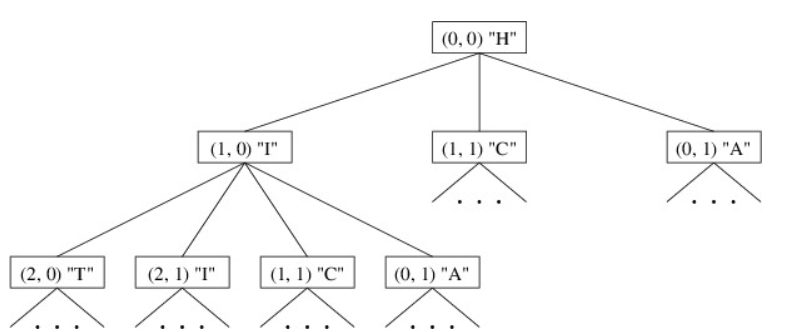 (0, 0) "H"
(1, 0) "I" (1, 1) "C" (0, 1) "A"
. . . . . .
(2, 0) "T" (2, 1) "I" (1, 1) "C" (0, 1) "A"
. . . . . . . . . . . .